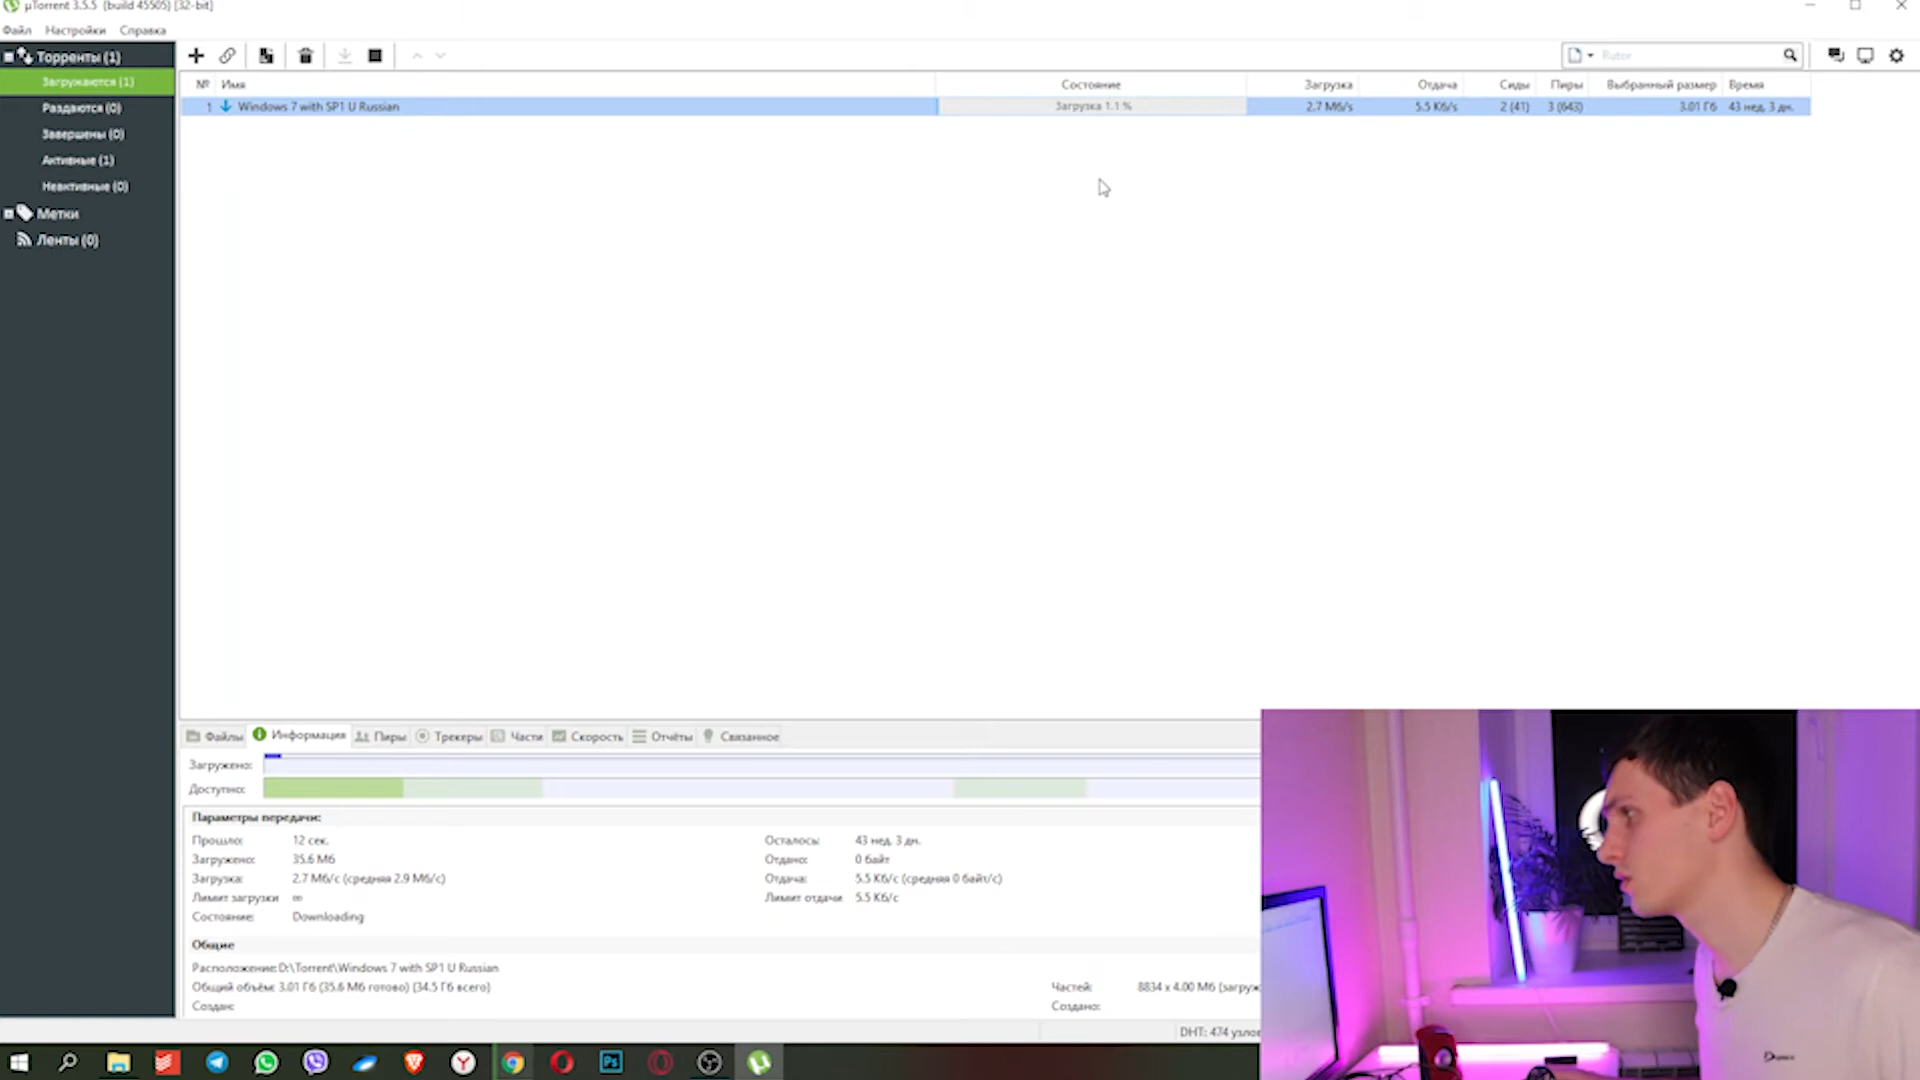 µTorrent 3.5.5 (build 45505) [32-bit]
Файл Настройки Справка
Торренты (1)
Загружаются (1)
Раздаются (0)
Завершены (0)
Активные (1)
Неактивные (0)
Метки
Ленты (0)
Rutor
№ Имя Состояние Загрузка Отдача Сиды Пиры Выбранный размер Время
1 Windows 7 with SP1 U Russian Загрузка 1.1 % 2.7 Мб/s 5.5 Кб/s 2 (41) 3 (643) 3.01 Гб 43 нед. 3 дн.
Файлы Информация Пиры Трекеры Части Скорость Отчёты Связанное
Загружено:
Доступно:
Параметры передачи:
Прошло: 12 сек. Осталось: 43 нед. 3 дн.
Загружено: 35.6 Мб Отдано: 0 байт
Загрузка: 2.7 Мб/с (средняя 2.9 Мб/с) Отдача: 5.5 Кб/с (средняя 0 байт/с)
Лимит загрузки ∞ Лимит отдачи 5.5 Кб/с
Состояние: Downloading
Общие
Расположение: D:\Torrent\Windows 7 with SP1 U Russian
Общий объём: 3.01 Гб (35.6 Мб готово) (34.5 Гб всего) Частей: 8834 x 4.00 Мб (загруж
Создан: Создано:
DHT: 474 узлов
Ps